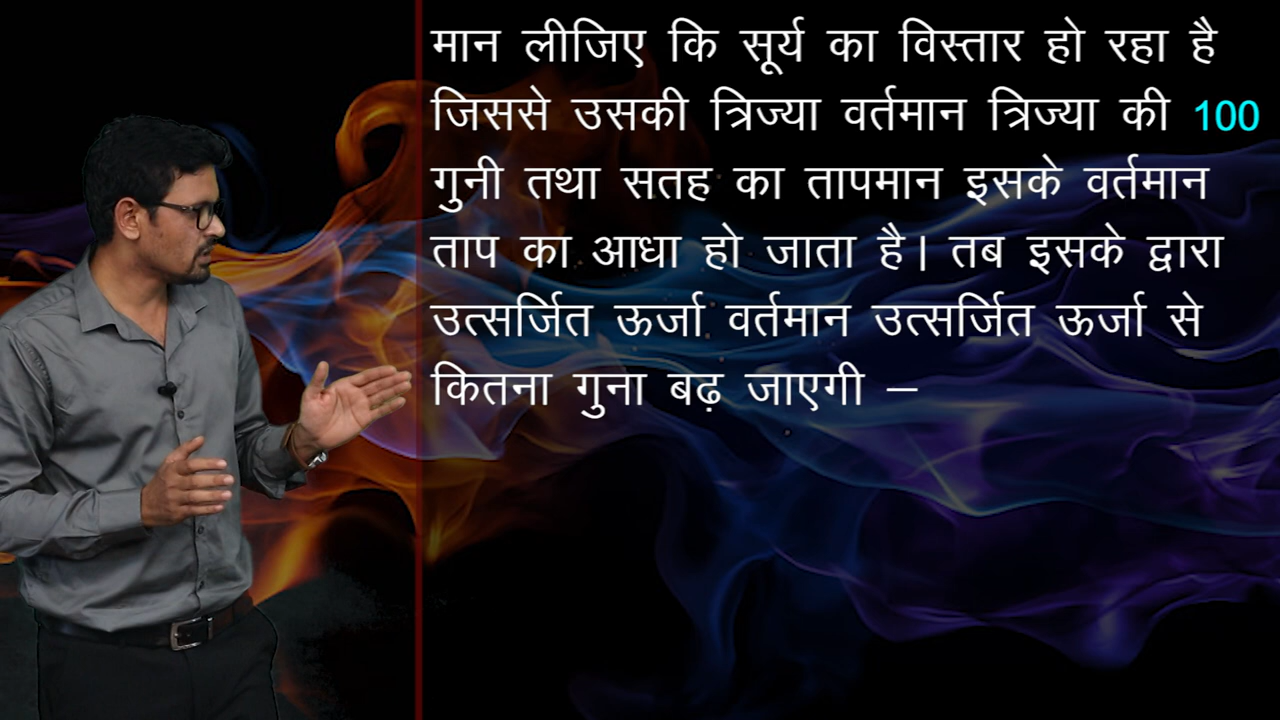 मान लीजिए कि सूर्य का विस्तार हो रहा है
जिससे उसकी त्रिज्या वर्तमान त्रिज्या की 100
गुनी तथा सतह का तापमान इसके वर्तमान
ताप का आधा हो जाता है। तब इसके द्वारा
उत्सर्जित ऊर्जा वर्तमान उत्सर्जित ऊर्जा से
कितना गुना बढ़ जाएगी –